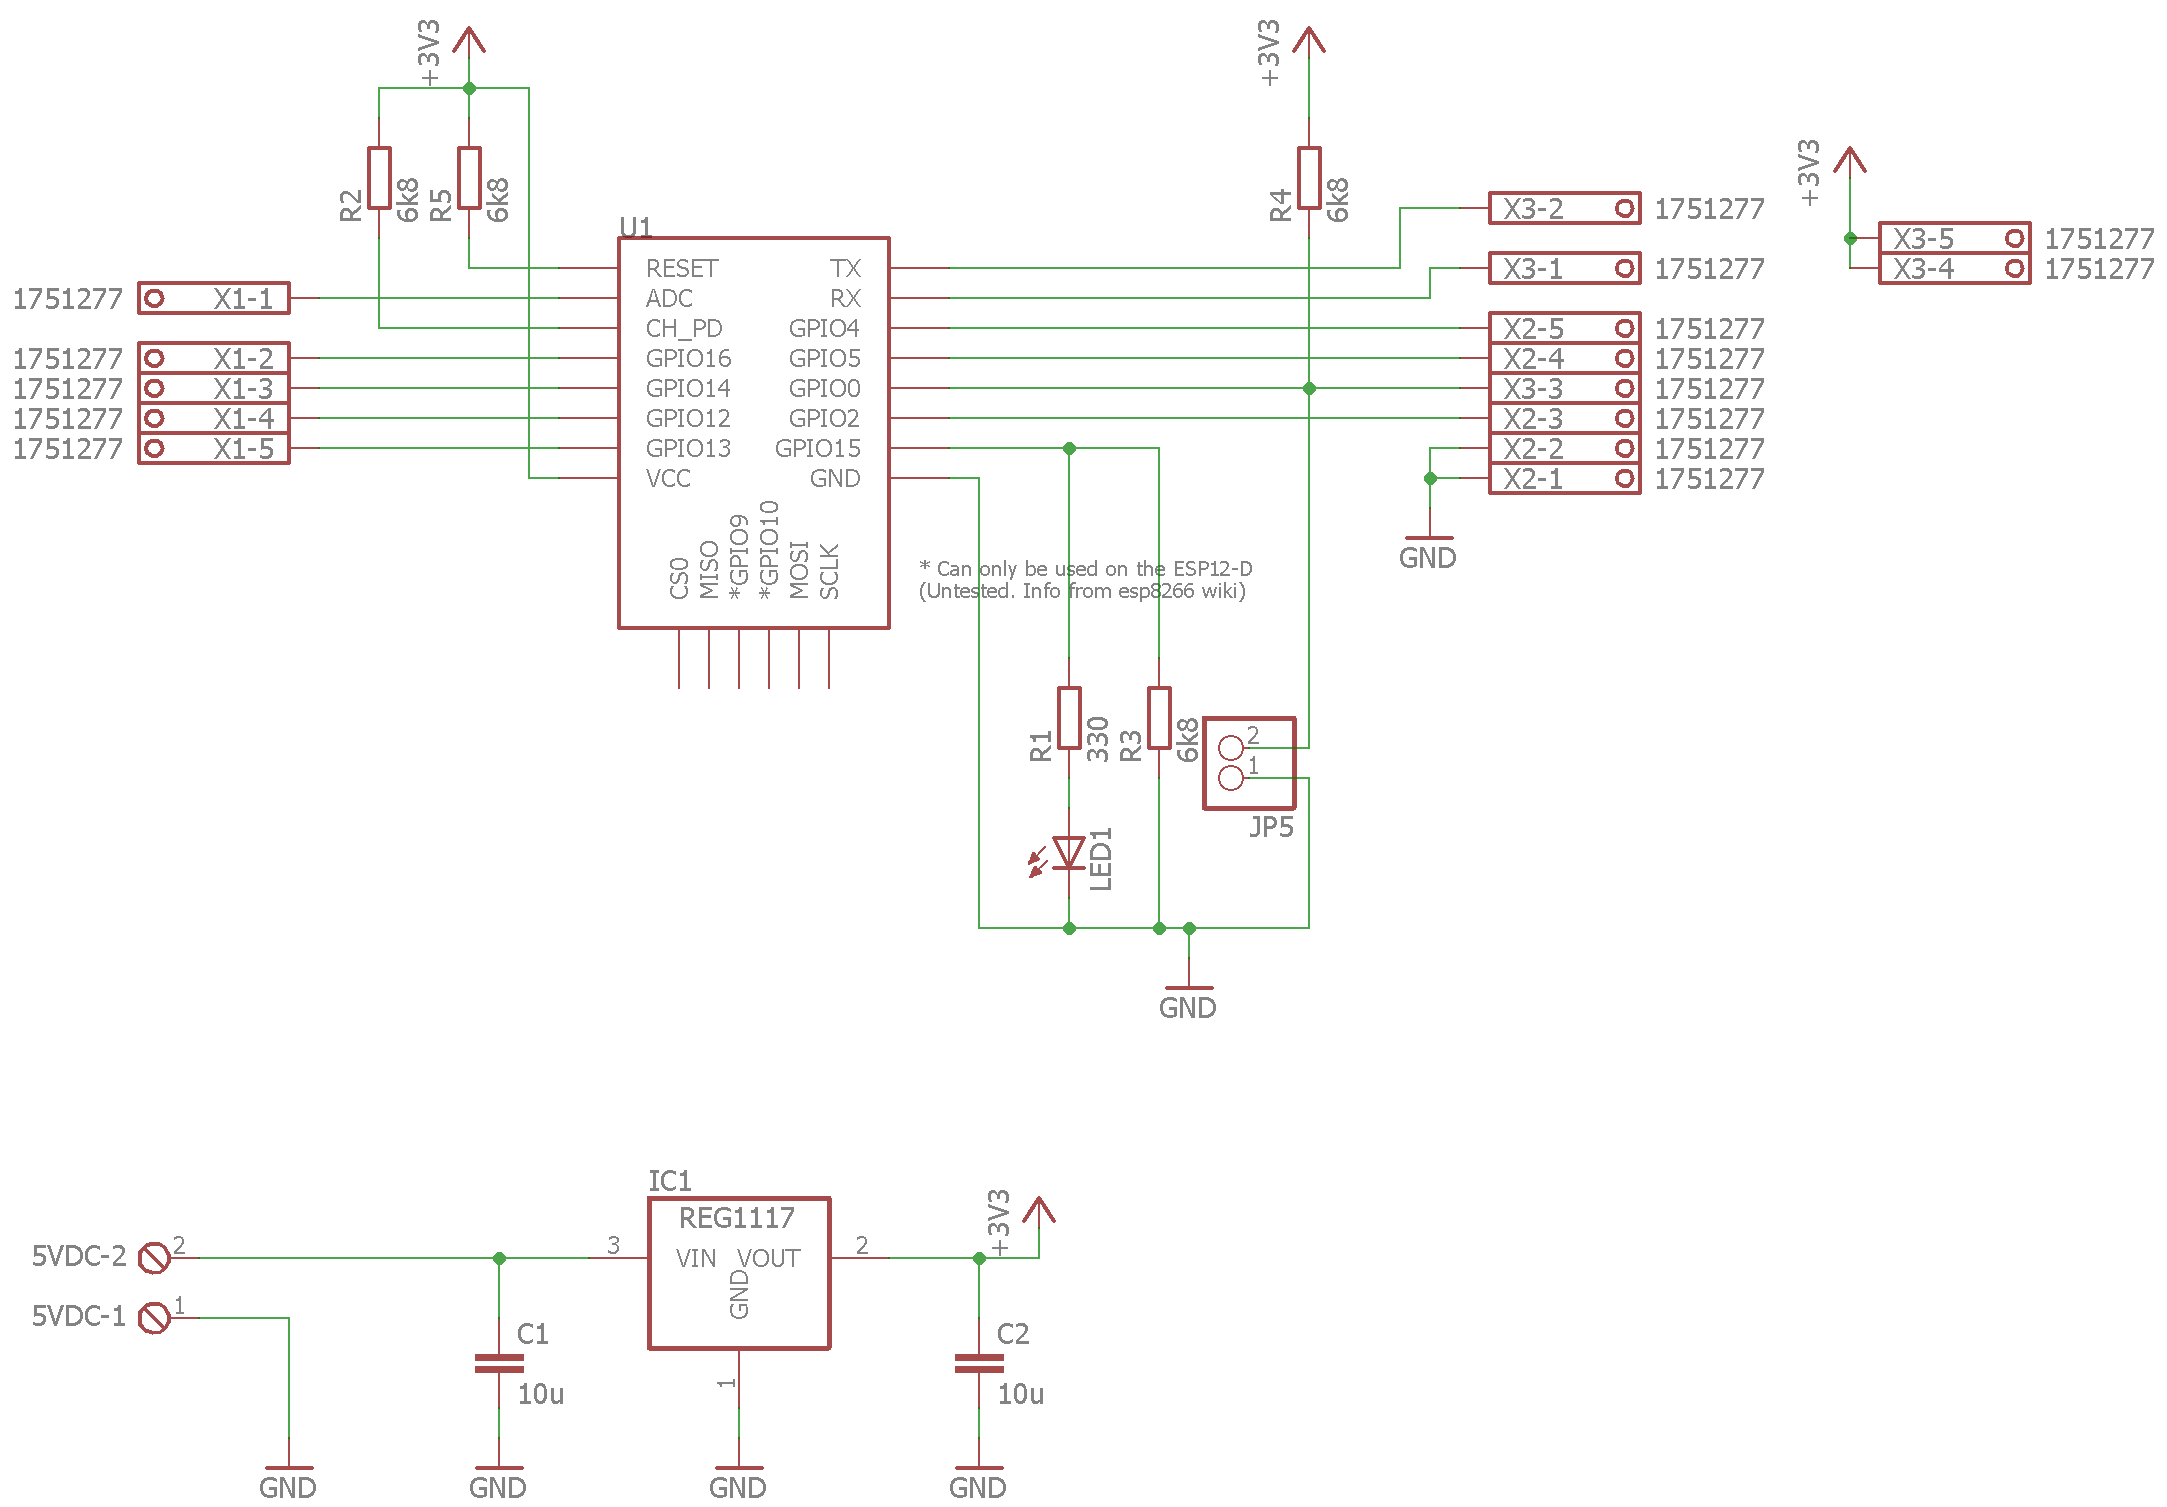 +3V3
R2
6k8
R5
6k8
+3V3
R4
6k8
+3V3
U1
RESET
ADC
CH_PD
GPIO16
GPIO14
GPIO12
GPIO13
VCC
TX
RX
GPIO4
GPIO5
GPIO0
GPIO2
GPIO15
GND
CS0
MISO
*GPIO9
*GPIO10
MOSI
SCLK
1751277 X1-1
1751277 X1-2
1751277 X1-3
1751277 X1-4
1751277 X1-5
X3-2 1751277
X3-1 1751277
X2-5 1751277
X2-4 1751277
X3-3 1751277
X2-3 1751277
X2-2 1751277
X2-1 1751277
GND
X3-5 1751277
X3-4 1751277
* Can only be used on the ESP12-D
(Untested. Info from esp8266 wiki)
R1
330
R3
6k8
2
1
JP5
LED1
GND
IC1
REG1117
VIN VOUT
GND
3
2
1
+3V3
5VDC-2 2
5VDC-1 1
C1
10u
C2
10u
GND
GND
GND
GND